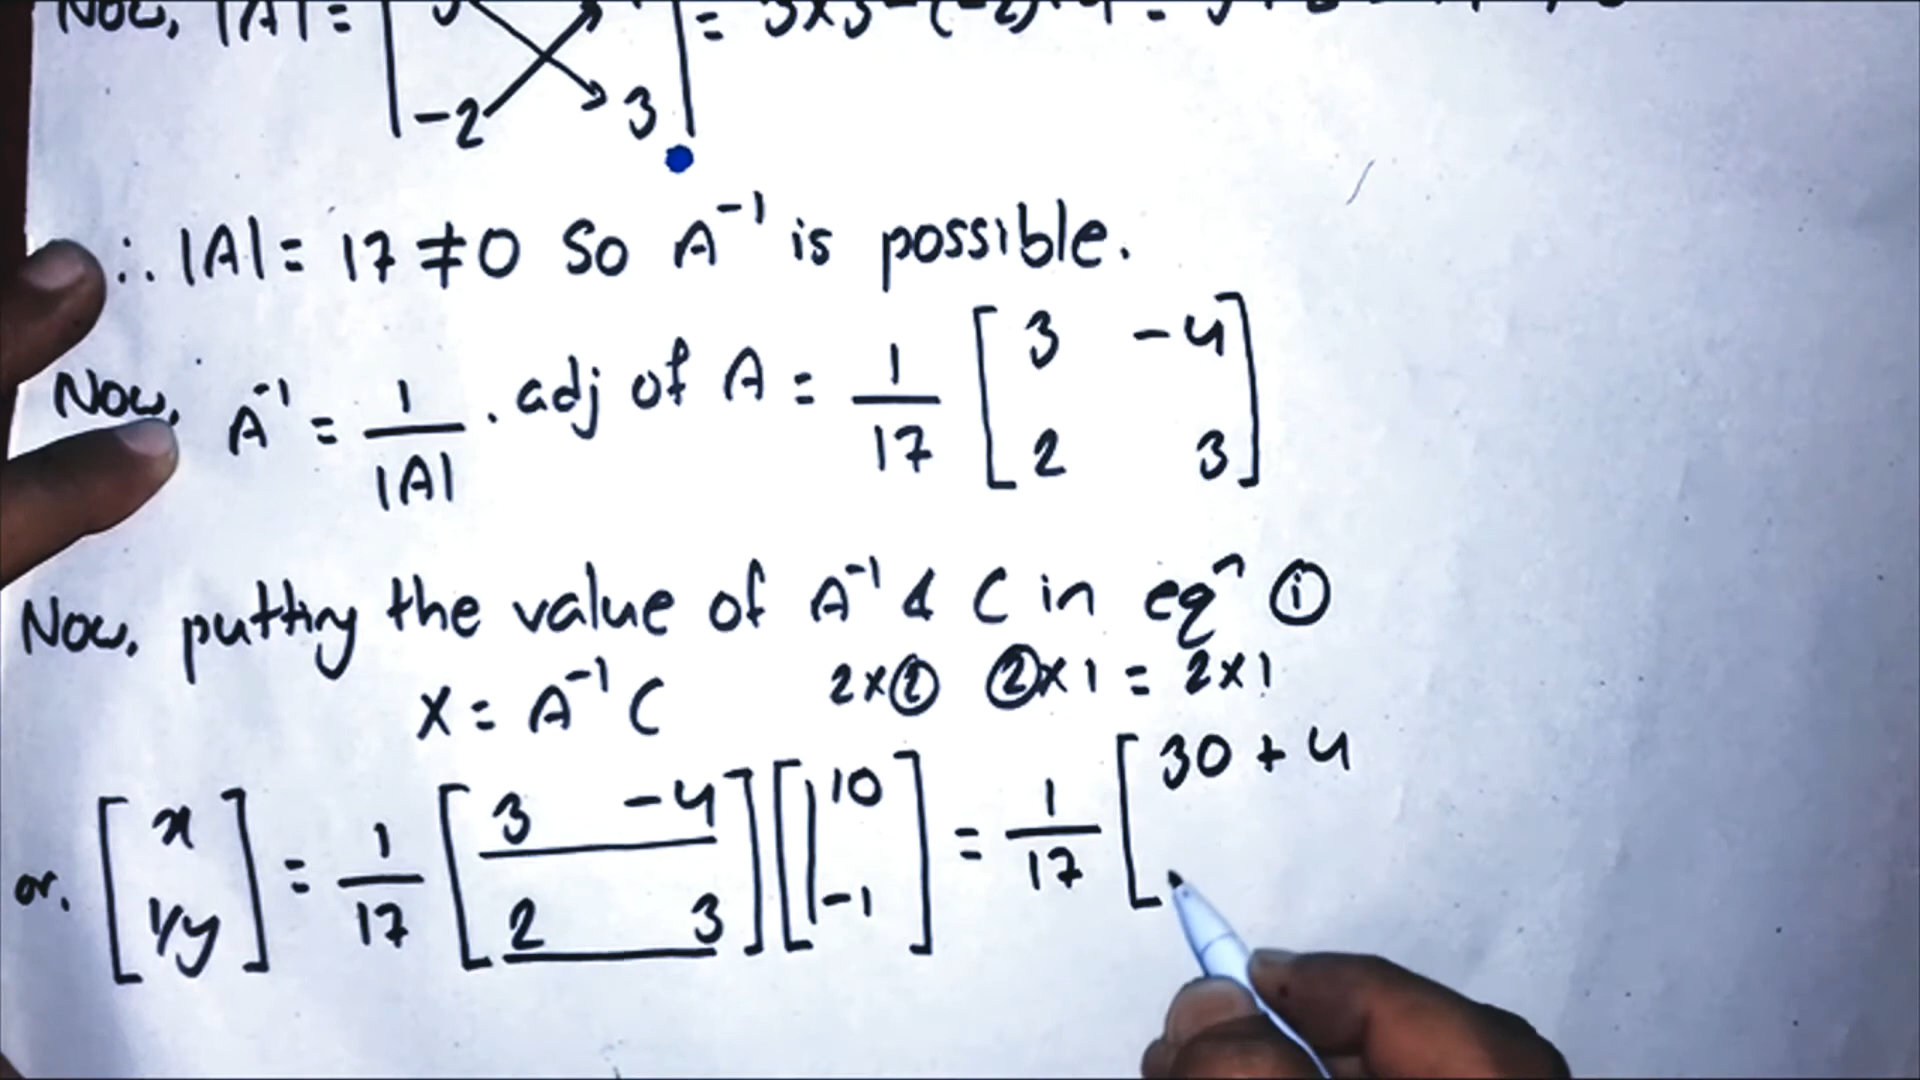 Now, |A| = | 3 | = 3×3-(-2)×4 =
-2 3
∴ |A| = 17 ≠ 0 So A⁻¹ is possible.
Now, A⁻¹ = 1/|A| . adj of A = 1/17 [3 -4; 2 3]
Now, putting the value of A⁻¹ & C in eqⁿ ①
X = A⁻¹ C 2×② ②×1 = 2×1
or, [x; 1/y] = 1/17 [3 -4; 2 3] [10; -1] = 1/17 [30 + 4